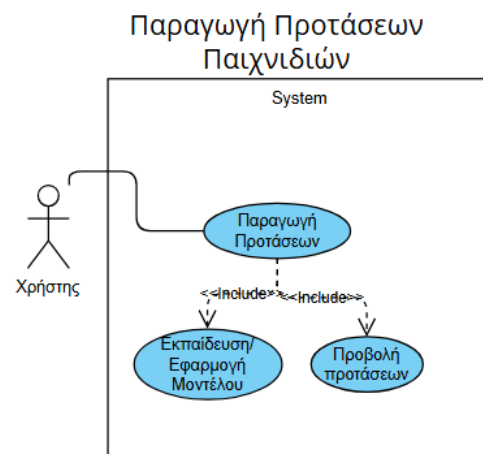 Παραγωγή Προτάσεων
Παιχνιδιών
System
Παραγωγή
Προτάσεων
Χρήστης
<<Include>>
<<Include>>
Εκπαίδευση/
Εφαρμογή
Μοντέλου
Προβολή
προτάσεων